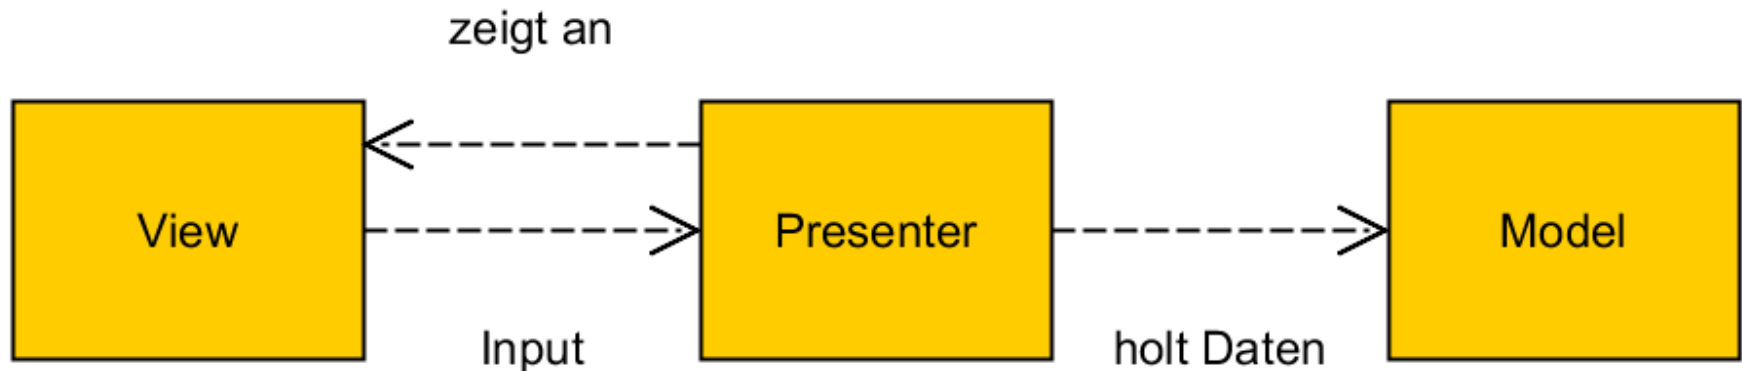 zeigt an
View
Presenter
Model
Input
holt Daten